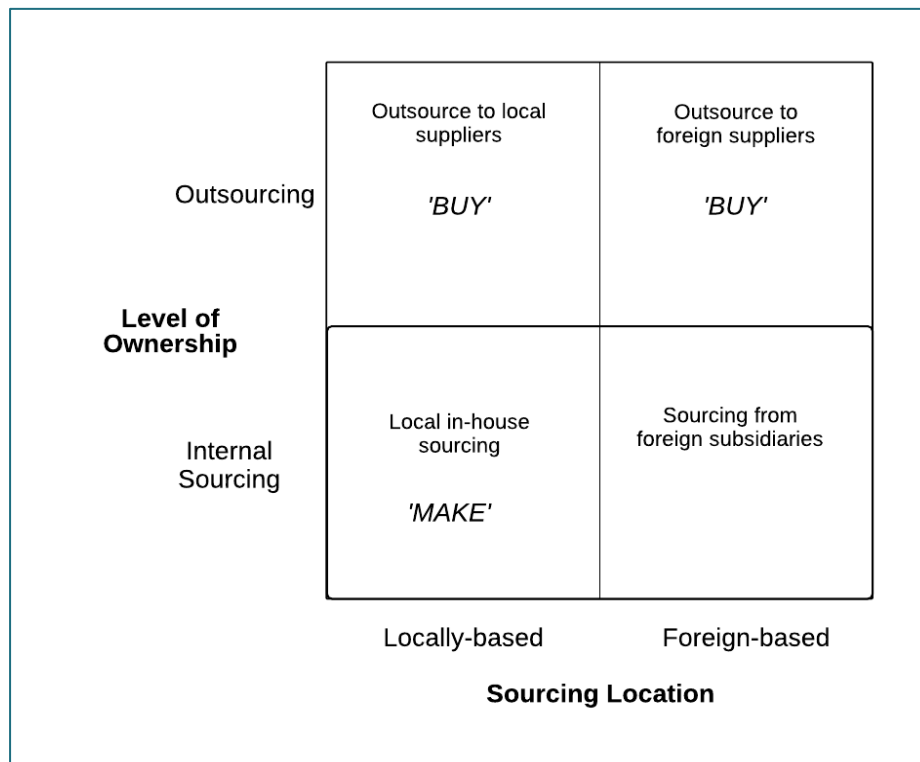 Outsource to local
suppliers
Outsource to
foreign suppliers
Outsourcing
'BUY'
'BUY'
Level of
Ownership
Local in-house
sourcing
Sourcing from
foreign subsidiaries
Internal
Sourcing
'MAKE'
Locally-based
Foreign-based
Sourcing Location